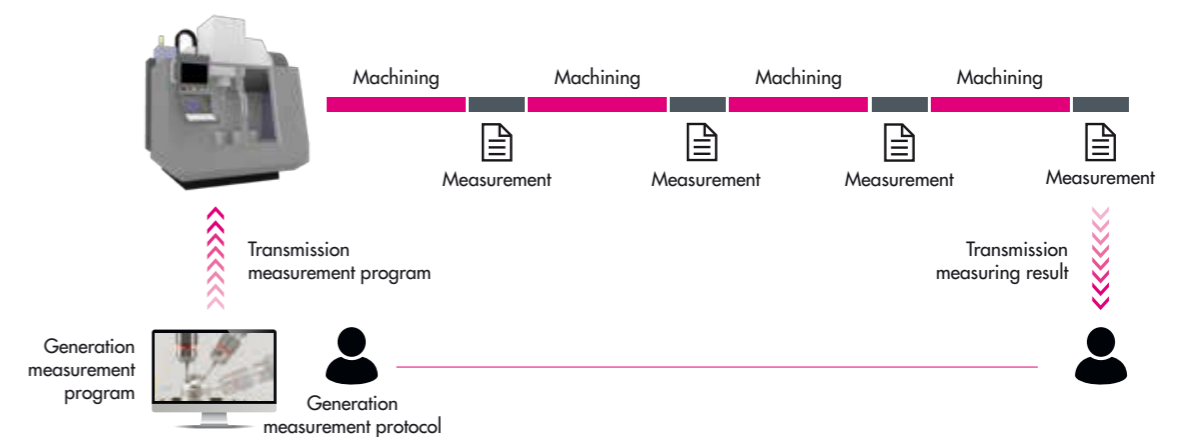 Machining
Machining
Machining
Machining
Measurement
Measurement
Measurement
Measurement
Transmission
measurement program
Transmission
measuring result
Generation
measurement
program
Generation
measurement protocol